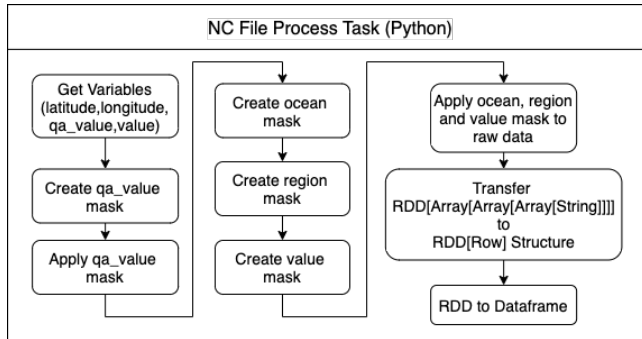 NC File Process Task (Python)
Get Variables
(latitude,longitude,
qa_value,value)
Create qa_value
mask
Apply qa_value
mask
Create ocean
mask
Create region
mask
Create value
mask
Apply ocean, region
and value mask to
raw data
Transfer
RDD[Array[Array[Array[String]]]]
to
RDD[Row] Structure
RDD to Dataframe